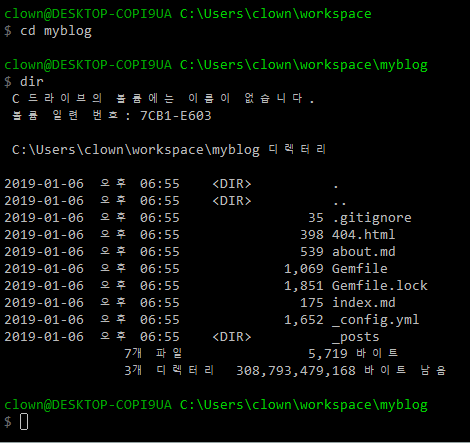 clown@DESKTOP-COPI9UA C:\Users\clown\workspace
$ cd myblog
clown@DESKTOP-COPI9UA C:\Users\clown\workspace\myblog
$ dir
C 드라이브의 볼륨에는 이름이 없습니다.
볼륨 일련 번호: 7CB1-E603
C:\Users\clown\workspace\myblog 디렉터리
2019-01-06 오후 06:55 <DIR> .
2019-01-06 오후 06:55 <DIR> ..
2019-01-06 오후 06:55 35 .gitignore
2019-01-06 오후 06:55 398 404.html
2019-01-06 오후 06:55 539 about.md
2019-01-06 오후 06:55 1,069 Gemfile
2019-01-06 오후 06:55 1,851 Gemfile.lock
2019-01-06 오후 06:55 175 index.md
2019-01-06 오후 06:55 1,652 _config.yml
2019-01-06 오후 06:55 <DIR> _posts
7개 파일 5,719 바이트
3개 디렉터리 308,793,479,168 바이트 남음
clown@DESKTOP-COPI9UA C:\Users\clown\workspace\myblog
$